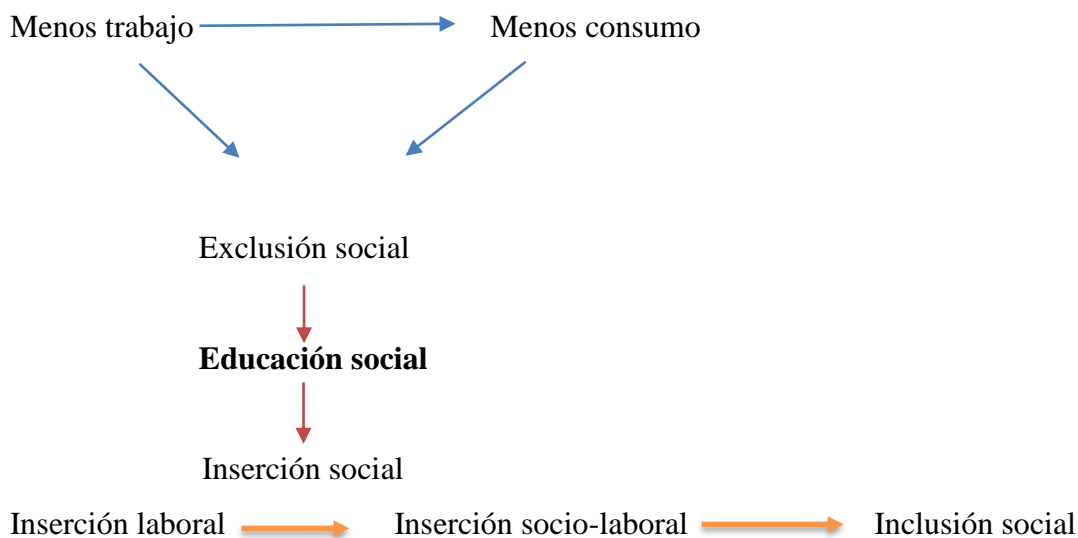 Menos trabajo Menos consumo
Exclusión social
Educación social
Inserción social
Inserción laboral Inserción socio-laboral Inclusión social